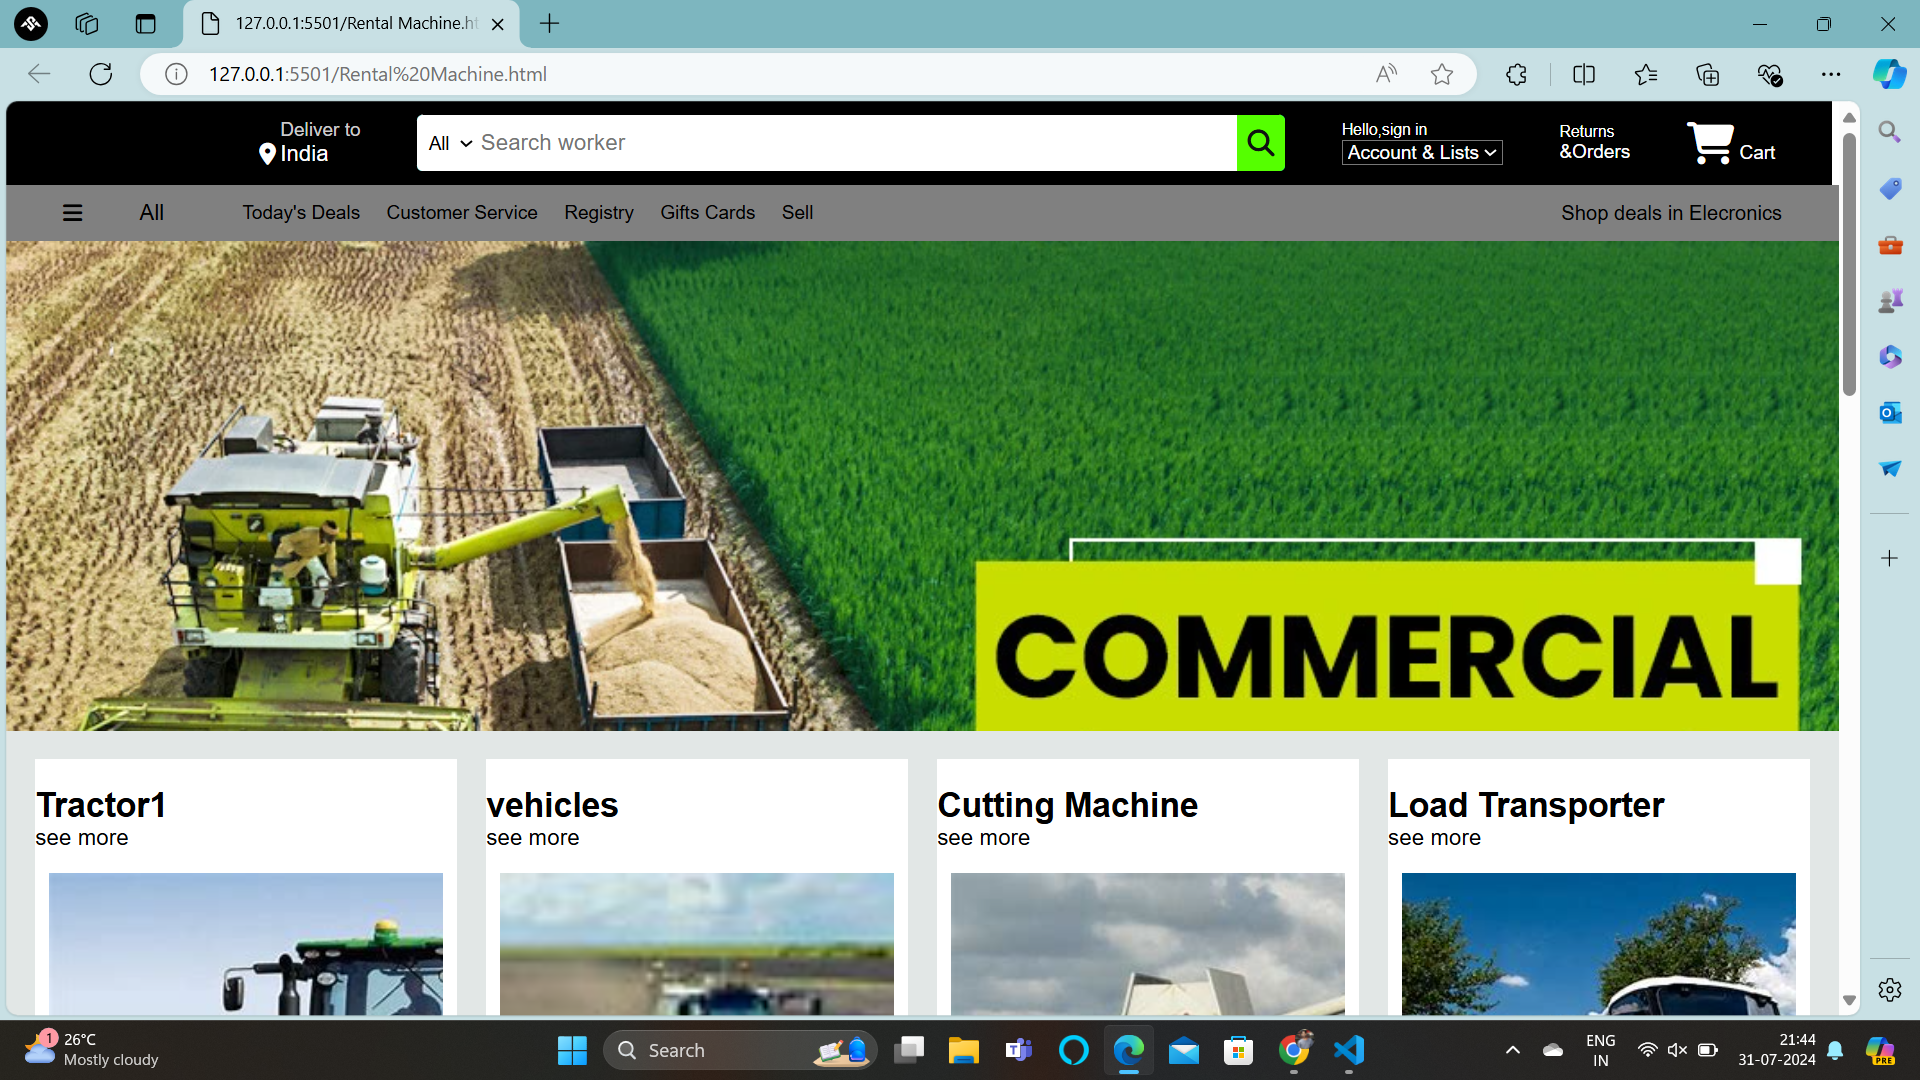 127.0.0.1:5501/Rental Machine.ht
127.0.0.1:5501/Rental%20Machine.html
Deliver to
India
All
Search worker
Hello,sign in
Account & Lists
Returns
&Orders
Cart
All
Today's Deals
Customer Service
Registry
Gifts Cards
Sell
Shop deals in Elecronics
COMMERCIAL
Tractor1
see more
vehicles
see more
Cutting Machine
see more
Load Transporter
see more
1
26°C
Mostly cloudy
Search
ENG
IN
21:44
31-07-2024
PRE